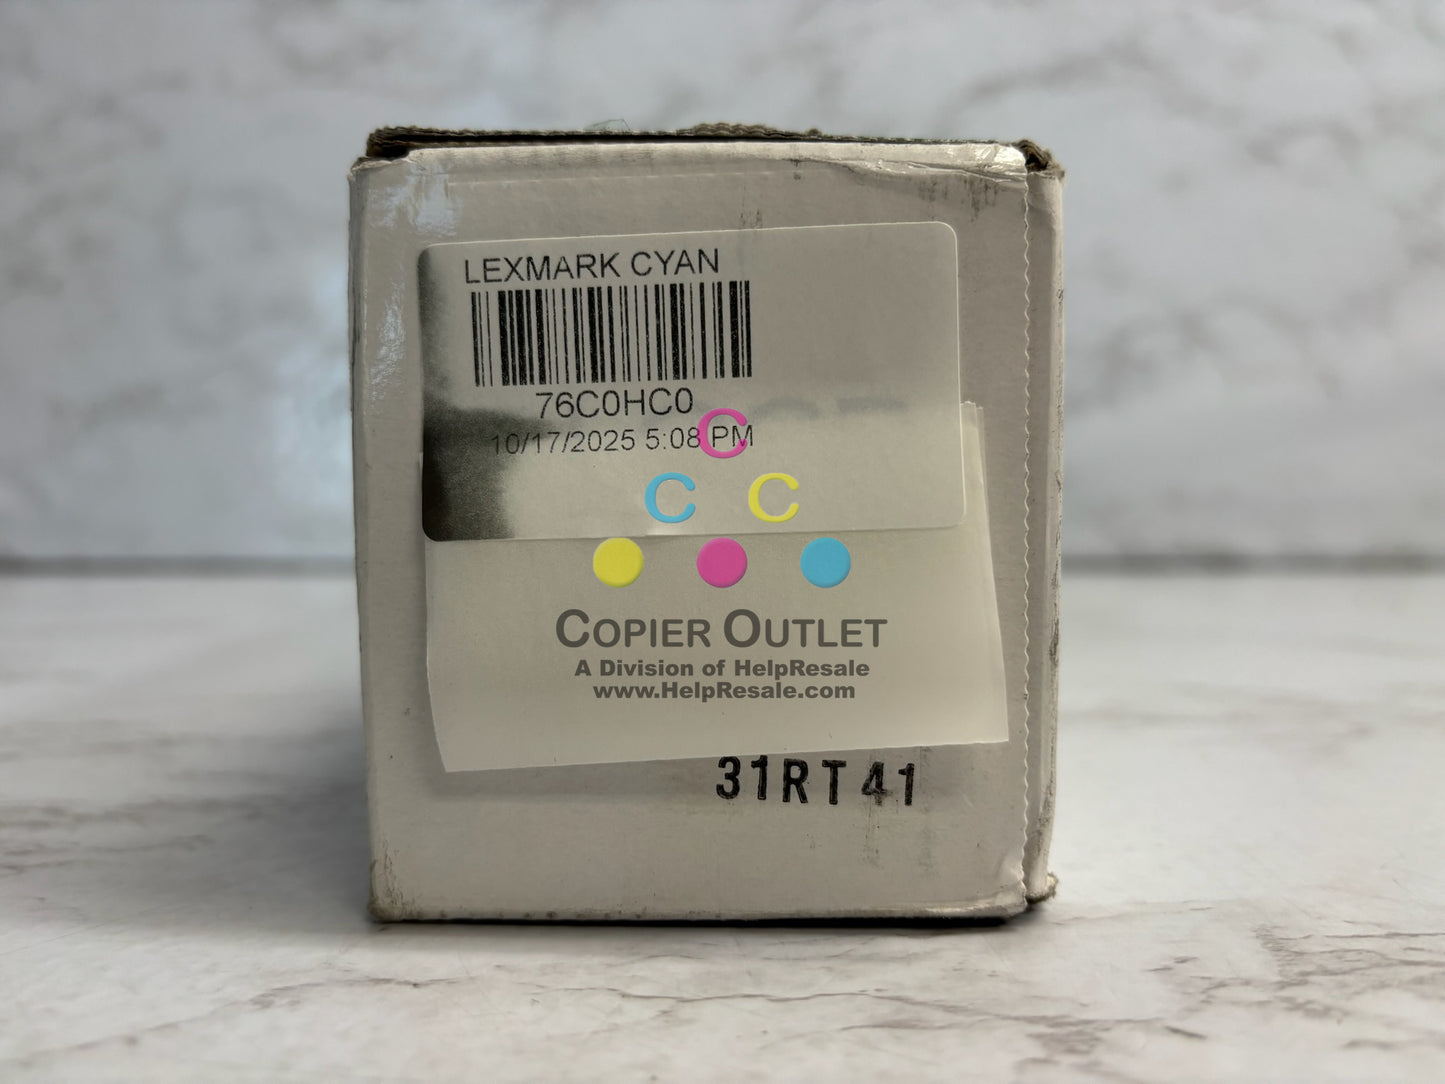 LEXMARK CYAN
76C0HC0
10/17/2025 5:08 PM
C
C C
COPIER OUTLET
A Division of HelpResale
www.HelpResale.com
31RT41